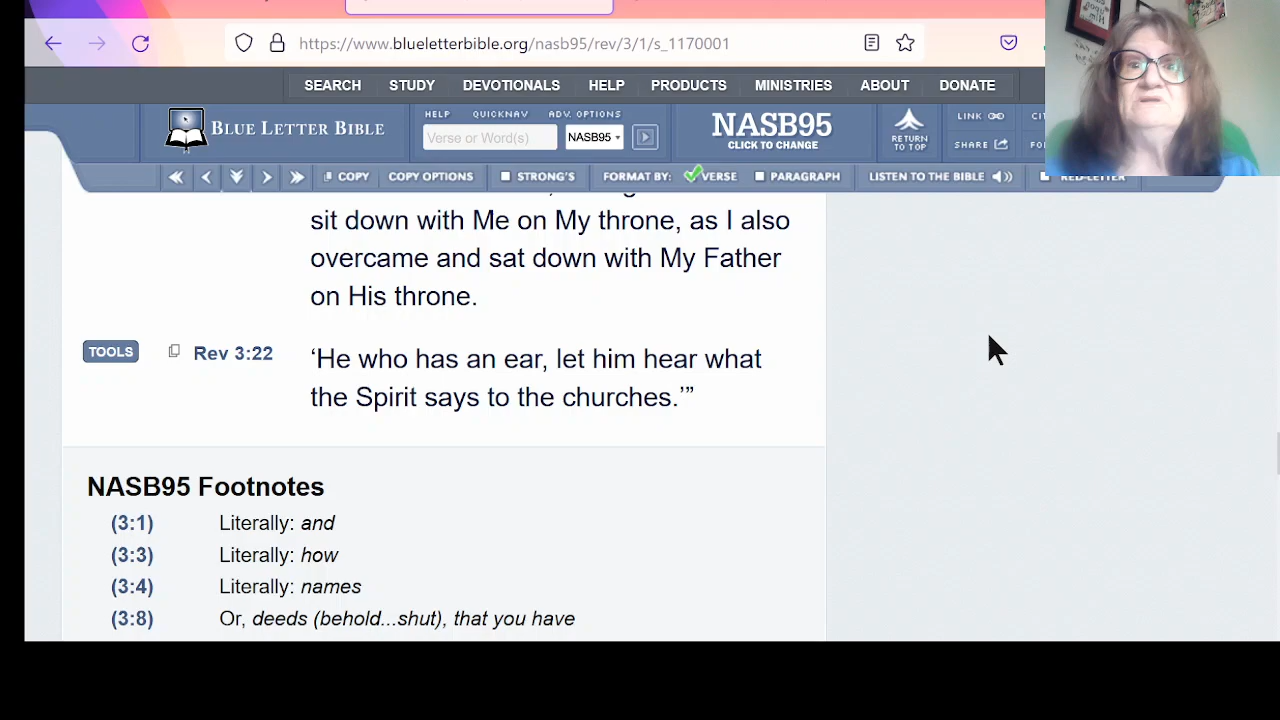 https://www.blueletterbible.org/nasb95/rev/3/1/s_1170001
SEARCH STUDY DEVOTIONALS HELP PRODUCTS MINISTRIES ABOUT DONATE
HELP QUICKNAV ADV. OPTIONS
BLUE LETTER BIBLE
Verse or Word(s) NASB95
NASB95
CLICK TO CHANGE
RETURN
TO TOP
LINK
SHARE
COPY COPY OPTIONS STRONG'S FORMAT BY: VERSE PARAGRAPH LISTEN TO THE BIBLE RED-LETTER
sit down with Me on My throne, as I also
overcame and sat down with My Father
on His throne.
TOOLS Rev 3:22 ‘He who has an ear, let him hear what
the Spirit says to the churches.’”
NASB95 Footnotes
(3:1) Literally: and
(3:3) Literally: how
(3:4) Literally: names
(3:8) Or, deeds (behold...shut), that you have